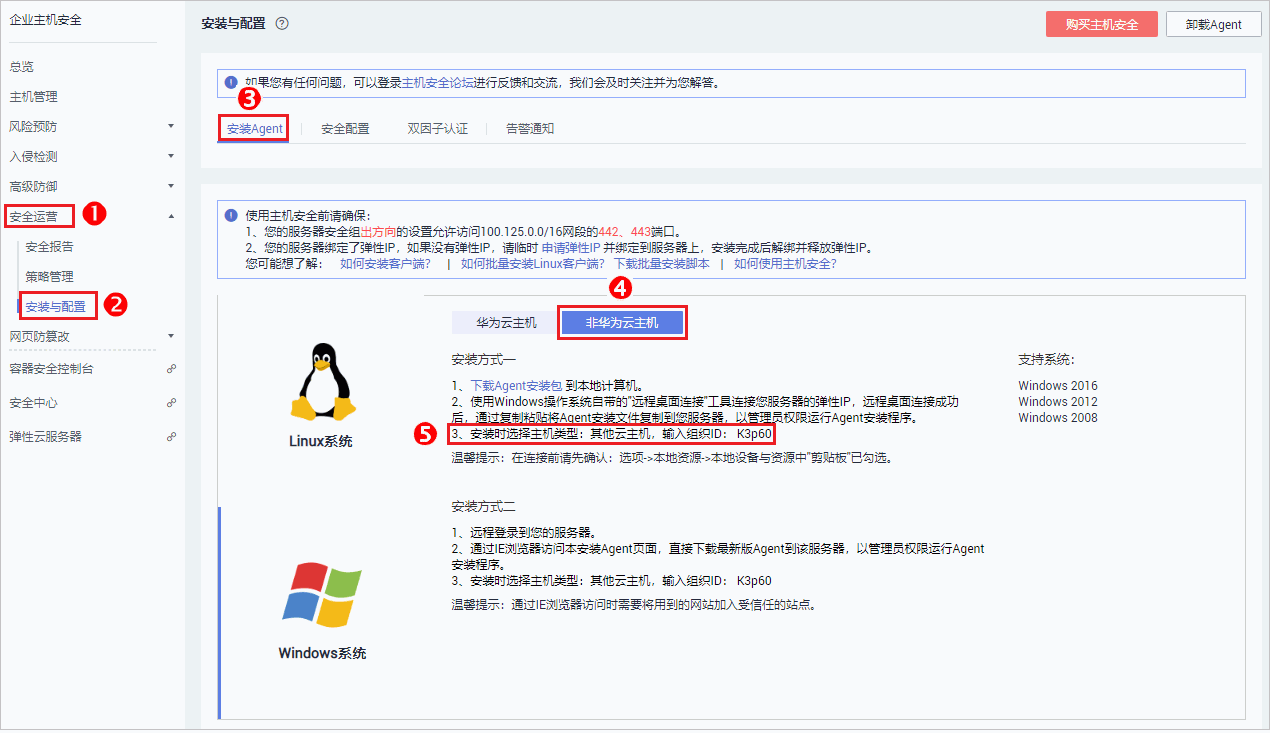 企业主机安全
总览
主机管理
风险预防
入侵检测
高级防御
安全运营
1
安全报告
策略管理
安装与配置
2
网页防篡改
容器安全控制台
安全中心
弹性云服务器
安装与配置 ?
购买主机安全
卸载Agent
如果您有任何问题，可以登录主机安全论坛进行反馈和交流，我们会及时关注并为您解答。
3
安装Agent
安全配置
双因子认证
告警通知
使用主机安全前请确保：
1、您的服务器安全组出方向的设置允许访问100.125.0.0/16网段的442、443端口。
2、您的服务器绑定了弹性IP，如果没有弹性IP，请临时 申请弹性IP 并绑定到服务器上，安装完成后解绑并释放弹性IP。
您可能想了解： 如何安装客户端？ | 如何批量安装Linux客户端？ 下载批量安装脚本 | 如何使用主机安全？
4
Linux系统
Windows系统
华为云主机
非华为云主机
安装方式一
1、下载Agent安装包 到本地计算机。
2、使用Windows操作系统自带的"远程桌面连接"工具连接您服务器的弹性IP，远程桌面连接成功
后，通过复制粘贴将Agent安装文件复制到您服务器，以管理员权限运行Agent安装程序。
5
3、安装时选择主机类型：其他云主机，输入组织ID： K3p60
温馨提示：在连接前请先确认：选项->本地资源->本地设备与资源中"剪贴板"已勾选。
支持系统：
Windows 2016
Windows 2012
Windows 2008
安装方式二
1、远程登录到您的服务器。
2、通过IE浏览器访问本安装Agent页面，直接下载最新版Agent到该服务器，以管理员权限运行Agent
安装程序。
3、安装时选择主机类型：其他云主机，输入组织ID： K3p60
温馨提示：通过IE浏览器访问时需要将用到的网站加入受信任的站点。